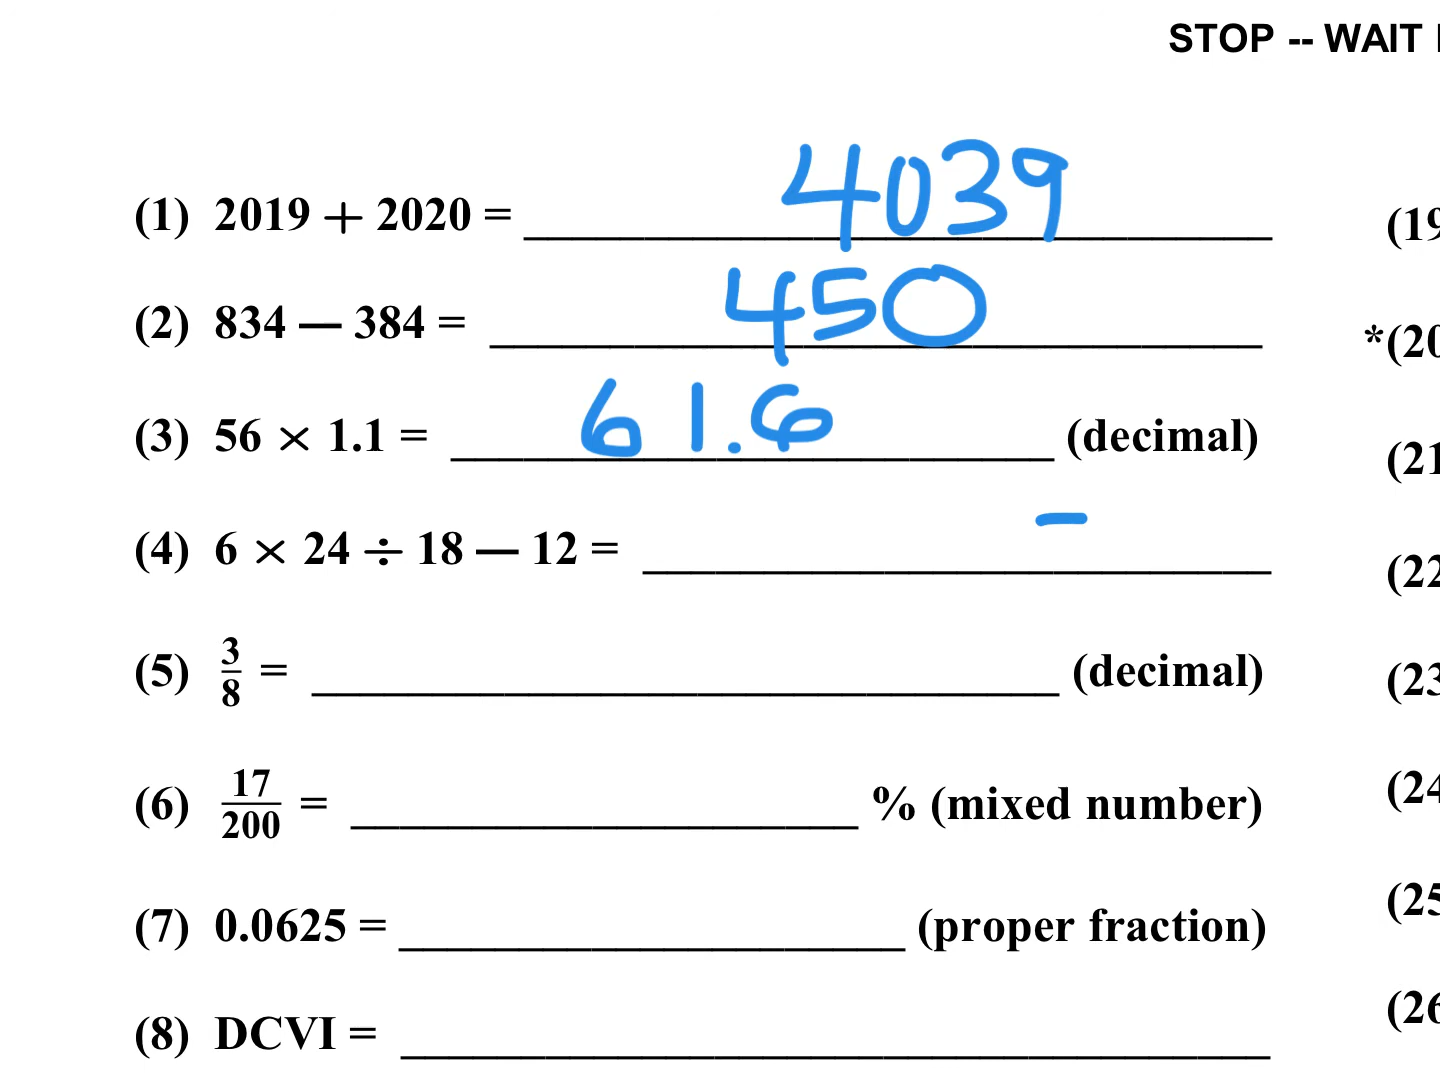 STOP -- WAIT
(1) 2019 + 2020 = 4039
(2) 834 — 384 = 450
(3) 56 × 1.1 = 61.6 (decimal)
(4) 6 × 24 ÷ 18 — 12 = -
(5) 3/8 = (decimal)
(6) 17/200 = % (mixed number)
(7) 0.0625 = (proper fraction)
(8) DCVI =
(19
*(20
(21
(22
(23
(24
(25
(26